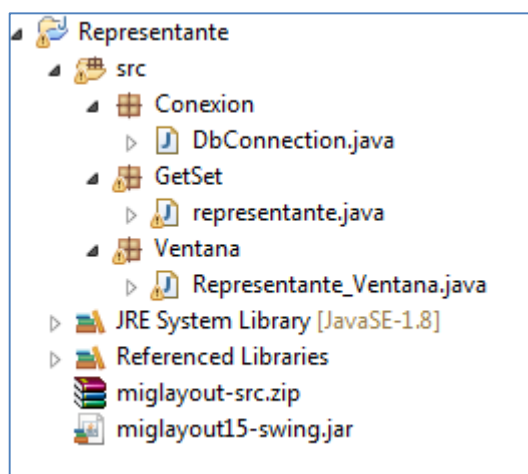 Representante
src
Conexion
DbConnection.java
GetSet
representante.java
Ventana
Representante_Ventana.java
JRE System Library [JavaSE-1.8]
Referenced Libraries
miglayout-src.zip
miglayout15-swing.jar